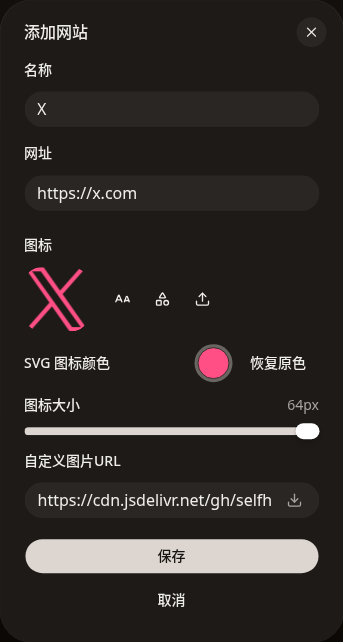 添加网站
名称
X
网址
https://x.com
图标
AA
SVG 图标颜色 恢复原色
图标大小 64px
自定义图片URL
https://cdn.jsdelivr.net/gh/selfh
保存
取消